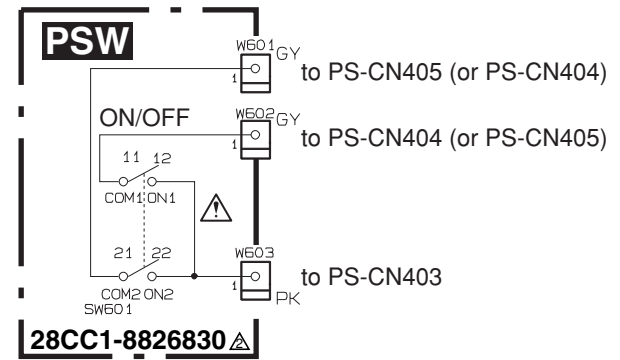 PSW
W601 GY
1
to PS-CN405 (or PS-CN404)
W602 GY
ON/OFF
1
to PS-CN404 (or PS-CN405)
11 12
COM1 ON1
!
21 22
W603
1
to PS-CN403
COM2 ON2
PK
SW601
28CC1-8826830 2